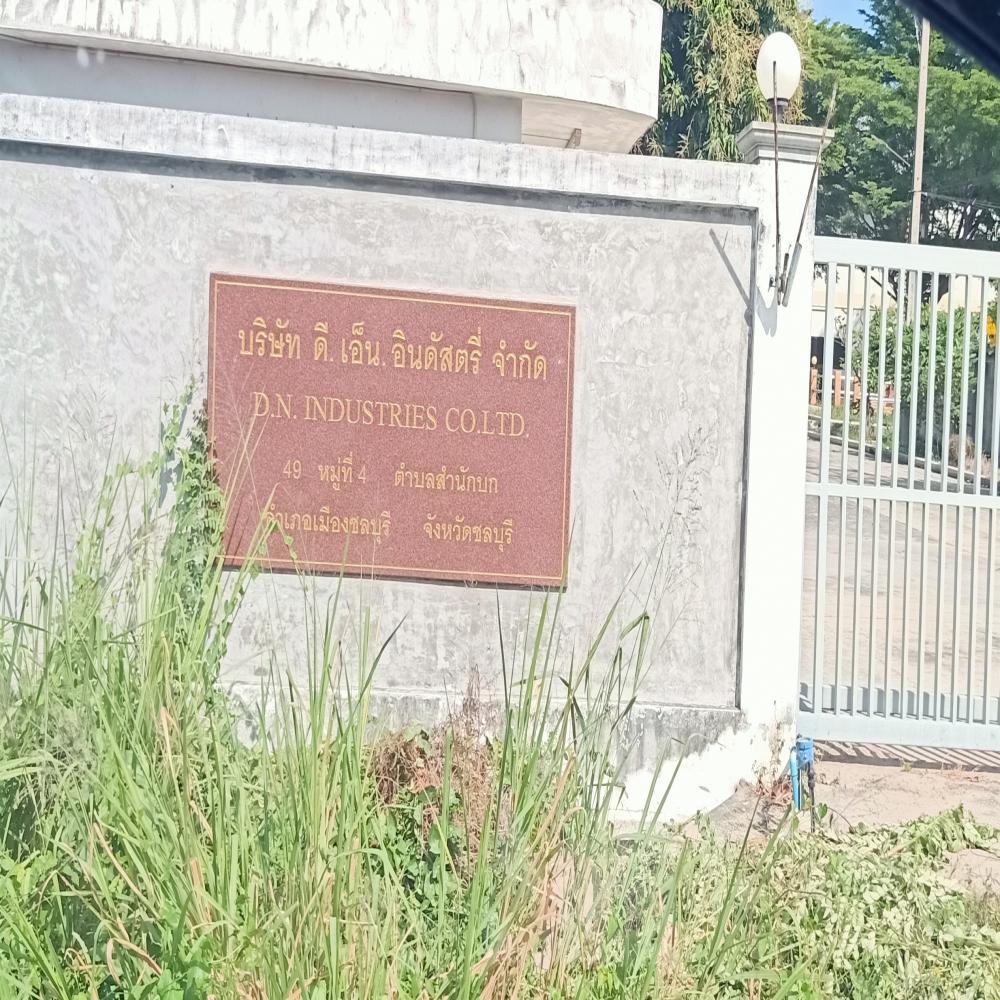 บริษัท ดี. เอ็น. อินดัสตรี่ จำกัด
D.N. INDUSTRIES CO.LTD.
49 หมู่ที่ 4 ตำบลสำนักบก
อำเภอเมืองชลบุรี จังหวัดชลบุรี